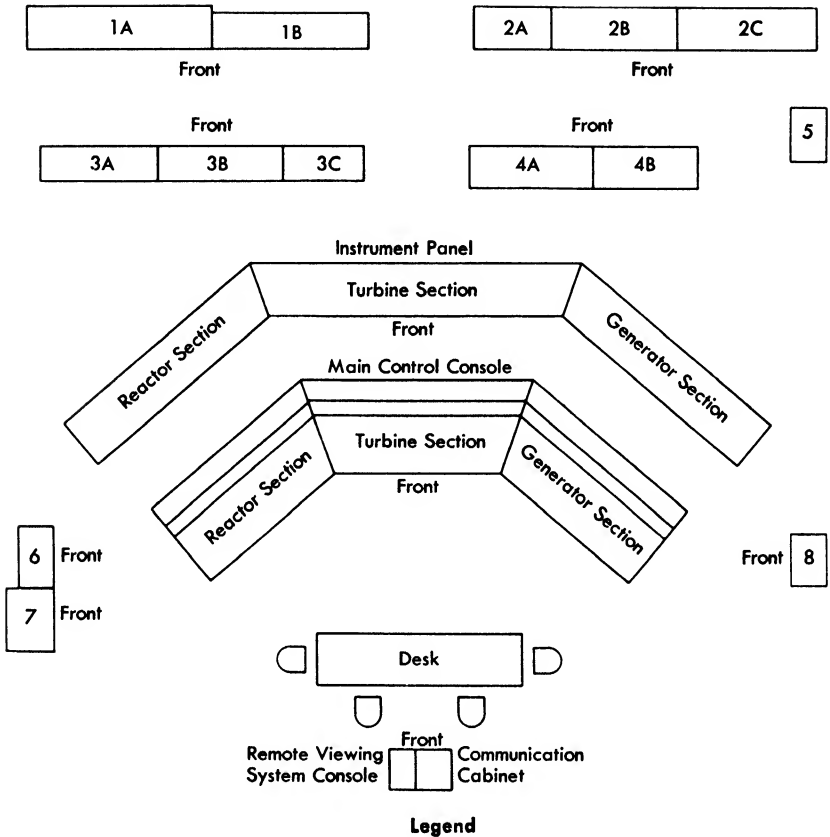 1A
1B
2A
2B
2C
Front
Front
5
Front
Front
3A
3B
3C
4A
4B
Instrument Panel
Turbine Section
Front
Reactor Section
Generator Section
Main Control Console
Turbine Section
Front
Reactor Section
Generator Section
6
Front
7
Front
Front
8
Desk
Front
Remote Viewing
System Console
Communication
Cabinet
Legend